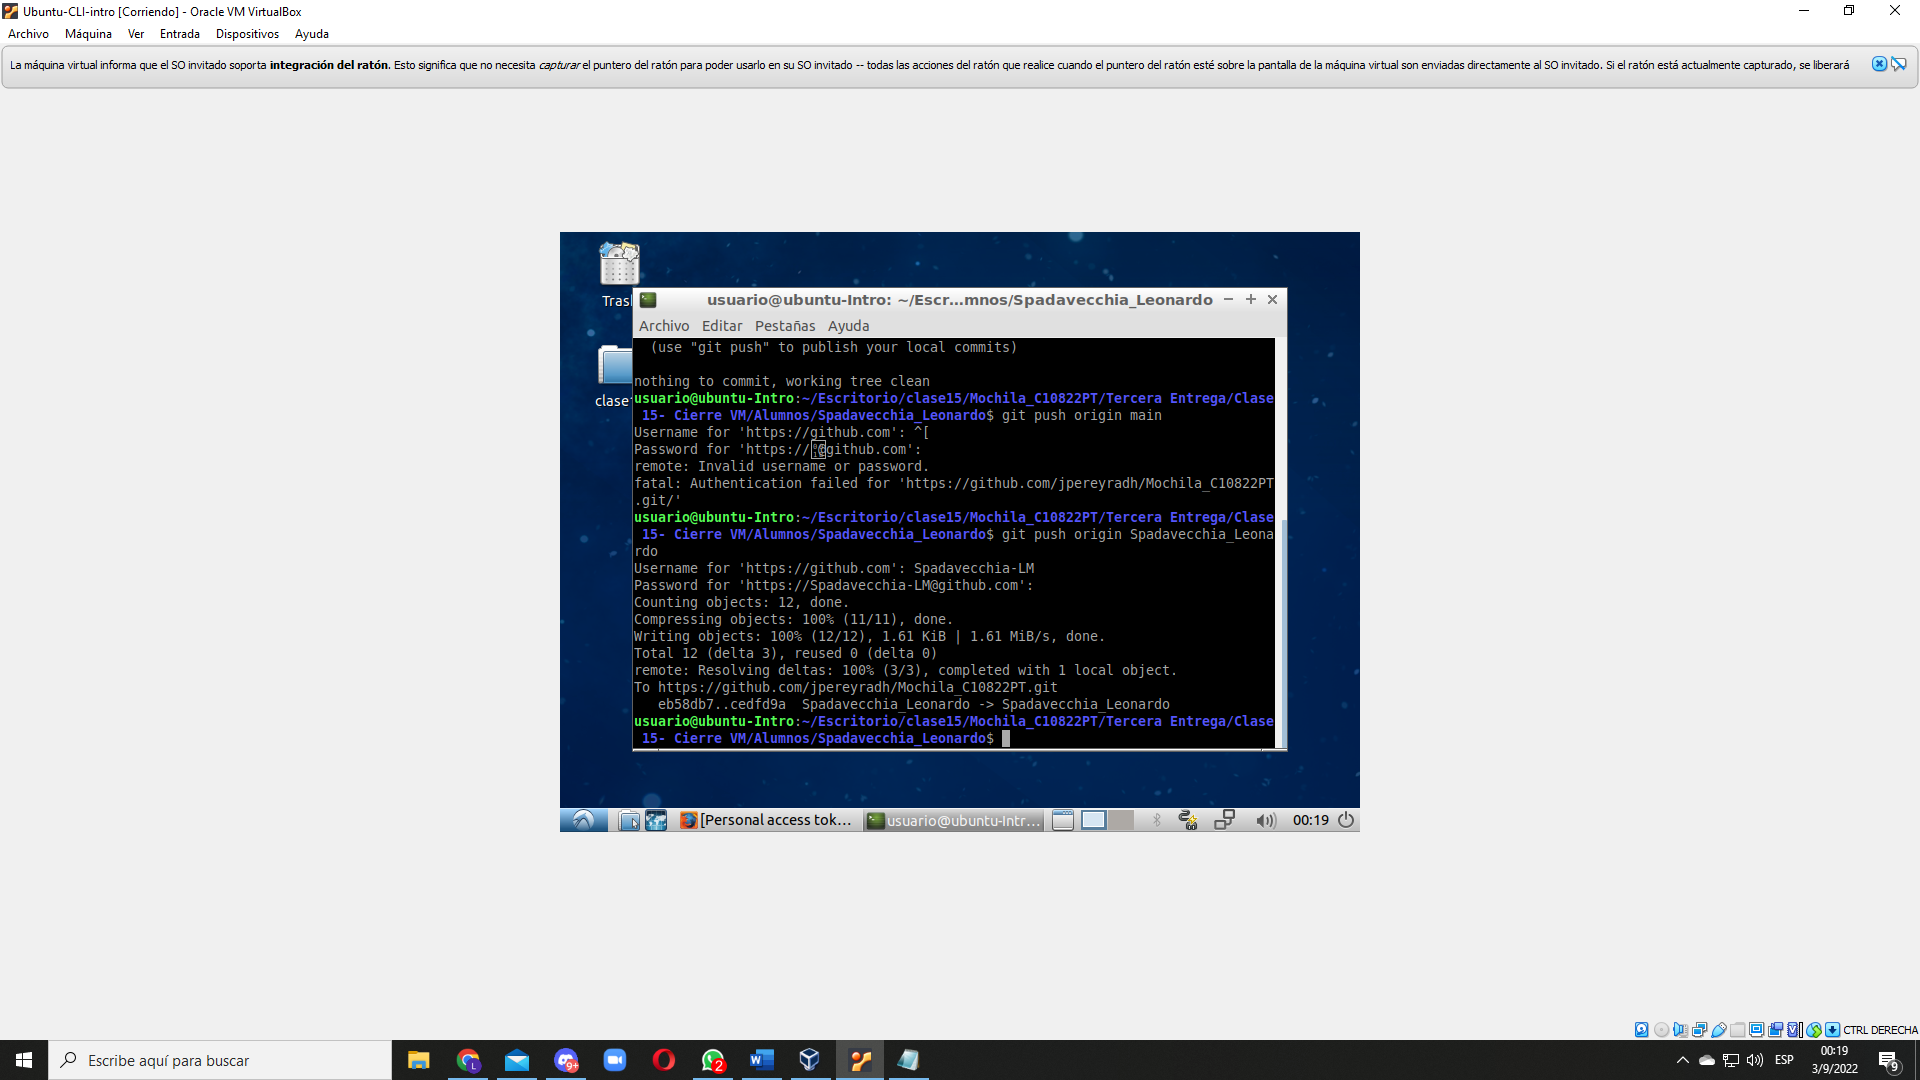 Ubuntu-CLI-intro [Corriendo] - Oracle VM VirtualBox
Archivo Máquina Ver Entrada Dispositivos Ayuda
La máquina virtual informa que el SO invitado soporta integración del ratón. Esto significa que no necesita capturar el puntero del ratón para poder usarlo en su SO invitado -- todas las acciones del ratón que realice cuando el puntero del ratón esté sobre la pantalla de la máquina virtual son enviadas directamente al SO invitado. Si el ratón está actualmente capturado, se liberará
Tras
clase
usuario@ubuntu-Intro: ~/Escr...mnos/Spadavecchia_Leonardo
Archivo Editar Pestañas Ayuda
(use "git push" to publish your local commits)
nothing to commit, working tree clean
usuario@ubuntu-Intro:~/Escritorio/clase15/Mochila_C10822PT/Tercera Entrega/Clase
15- Cierre VM/Alumnos/Spadavecchia_Leonardo$ git push origin main
Username for 'https://github.com': ^[
Password for 'https://@github.com':
remote: Invalid username or password.
fatal: Authentication failed for 'https://github.com/jpereyradh/Mochila_C10822PT
.git/'
usuario@ubuntu-Intro:~/Escritorio/clase15/Mochila_C10822PT/Tercera Entrega/Clase
15- Cierre VM/Alumnos/Spadavecchia_Leonardo$ git push origin Spadavecchia_Leona
rdo
Username for 'https://github.com': Spadavecchia-LM
Password for 'https://Spadavecchia-LM@github.com':
Counting objects: 12, done.
Compressing objects: 100% (11/11), done.
Writing objects: 100% (12/12), 1.61 KiB | 1.61 MiB/s, done.
Total 12 (delta 3), reused 0 (delta 0)
remote: Resolving deltas: 100% (3/3), completed with 1 local object.
To https://github.com/jpereyradh/Mochila_C10822PT.git
eb58db7..cedfd9a Spadavecchia_Leonardo -> Spadavecchia_Leonardo
usuario@ubuntu-Intro:~/Escritorio/clase15/Mochila_C10822PT/Tercera Entrega/Clase
15- Cierre VM/Alumnos/Spadavecchia_Leonardo$
[Personal access tok... usuario@ubuntu-Intr... 00:19
CTRL DERECHA
Escribe aquí para buscar
L 9+ 2 W
ESP 00:19
3/9/2022 9